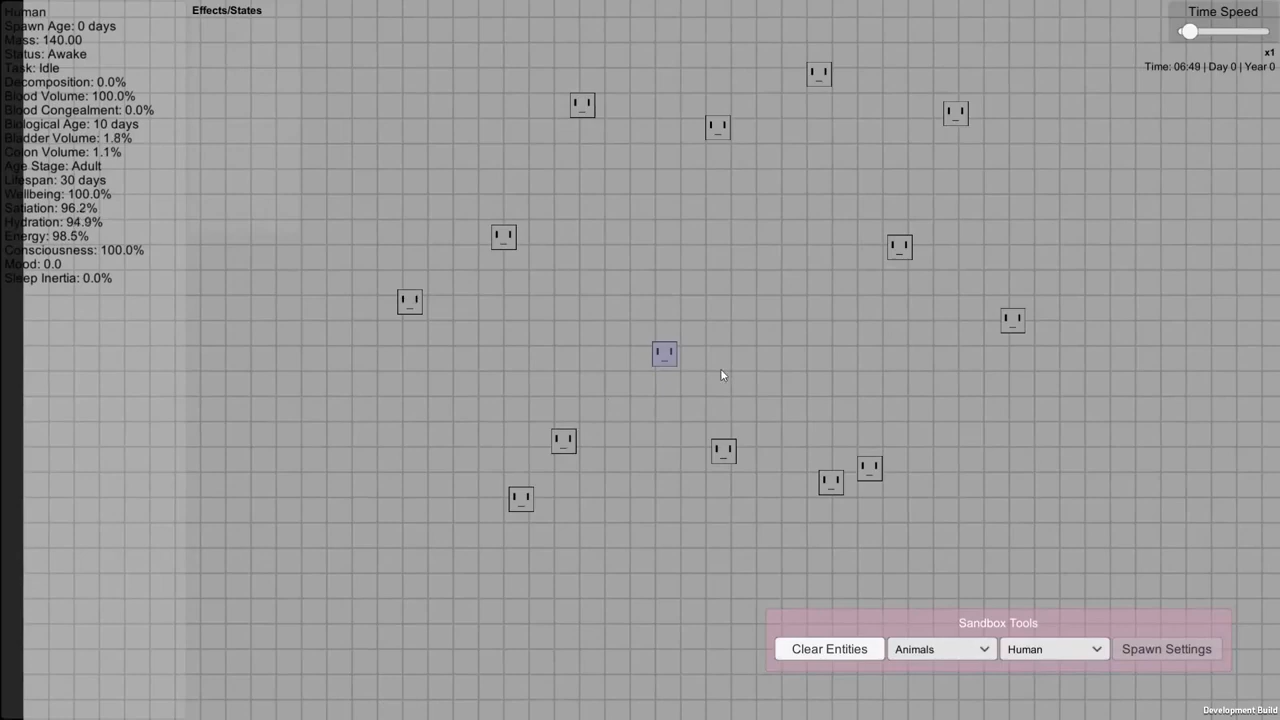 Human
Spawn Age: 0 days
Mass: 140.00
Status: Awake
Task: Idle
Decomposition: 0.0%
Blood Volume: 100.0%
Blood Congealment: 0.0%
Biological Age: 10 days
Bladder Volume: 1.8%
Colon Volume: 1.1%
Age Stage: Adult
Lifespan: 30 days
Wellbeing: 100.0%
Satiation: 96.2%
Hydration: 94.9%
Energy: 98.5%
Consciousness: 100.0%
Mood: 0.0
Sleep Inertia: 0.0%
Effects/States
Time Speed
x1
Time: 06:49 | Day 0 | Year 0
Sandbox Tools
Clear Entities
Animals
Human
Spawn Settings
Development Build